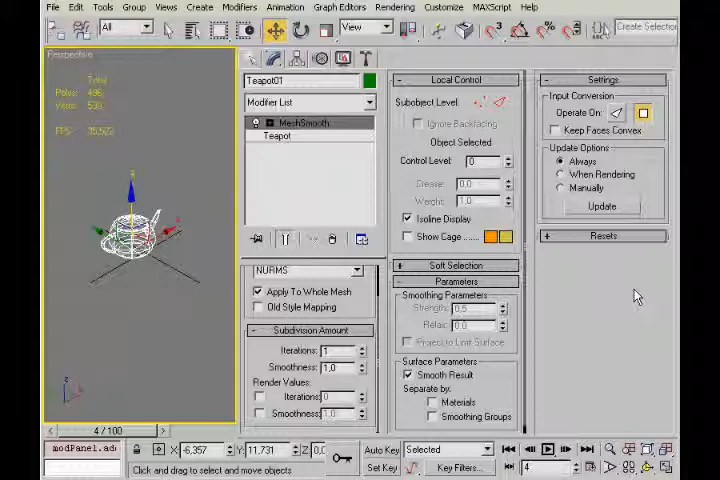 File Edit Tools Group Views Create Modifiers Animation Graph Editors Rendering Customize MAXScript Help
All
View
3
Create Selection
Perspective
Total
Polys: 496
Verts: 530
FPS:
Teapot01
Modifier List
MeshSmooth
Teapot
NURMS
Apply To Whole Mesh
Old Style Mapping
Subdivision Amount
Iterations: 1
Smoothness: 1,0
Render Values:
Iterations: 0
Smoothness: 1,0
Local Control
Subobject Level:
Ignore Backfacing
Object Selected
Control Level: 0
Crease: 0,0
Weight: 1,0
Isoline Display
Show Cage
Soft Selection
Parameters
Smoothing Parameters
Strength: 0,5
Relax: 0,0
Project to Limit Surface
Surface Parameters
Smooth Result
Separate by:
Materials
Smoothing Groups
Settings
Input Conversion
Operate On:
Keep Faces Convex
Update Options
Always
When Rendering
Manually
Update
Resets
4 / 100
modPanel.ad
X: -6,357 Y: 11,731 Z
Click and drag to select and move objects
Auto Key Selected
Set Key Key Filters...
4